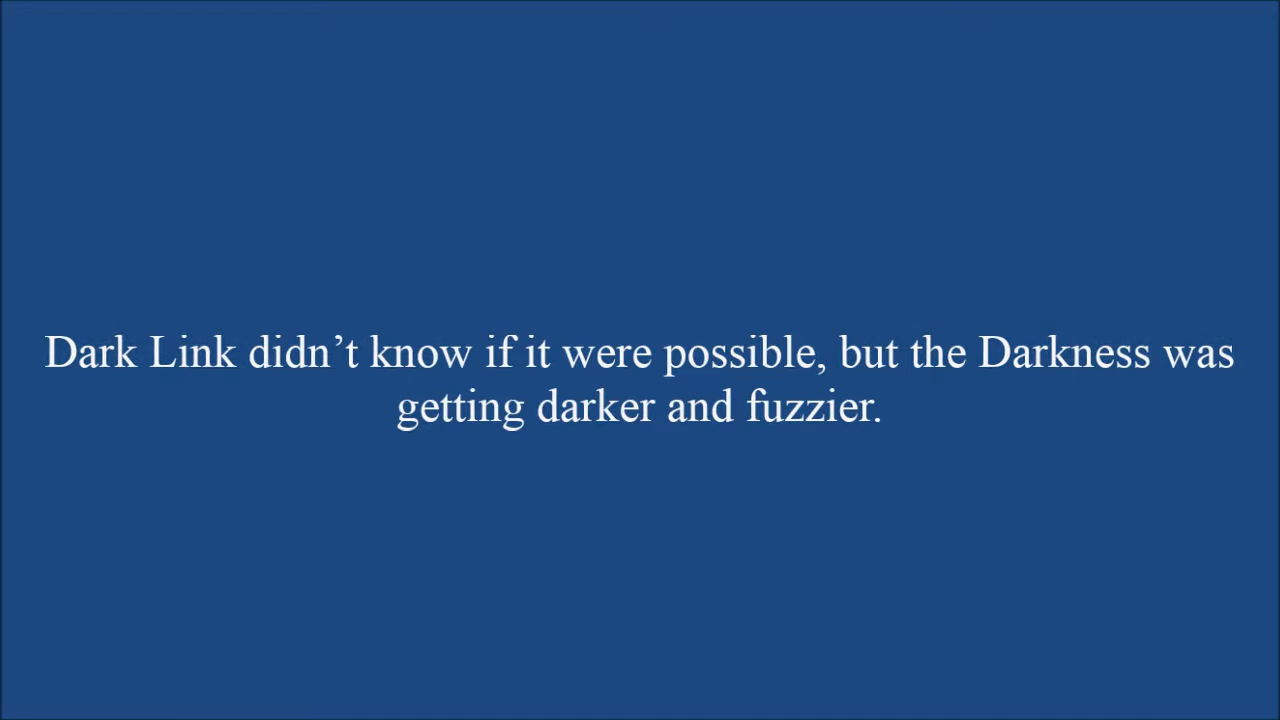 Dark Link didn’t know if it were possible, but the Darkness was
getting darker and fuzzier.